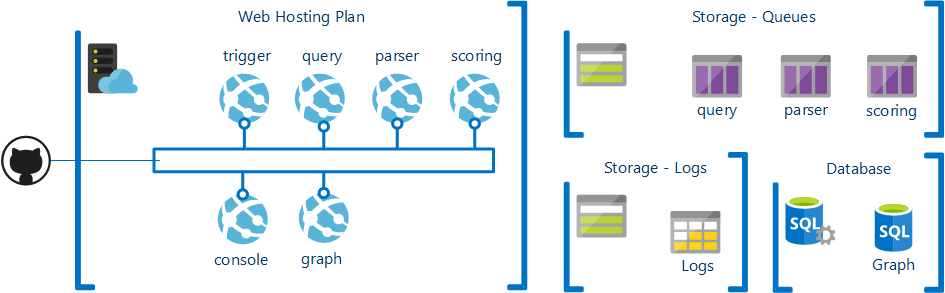 Web Hosting Plan
trigger query parser scoring
console graph
Storage - Queues
query parser scoring
Storage - Logs
Logs
Database
SQL SQL
Graph